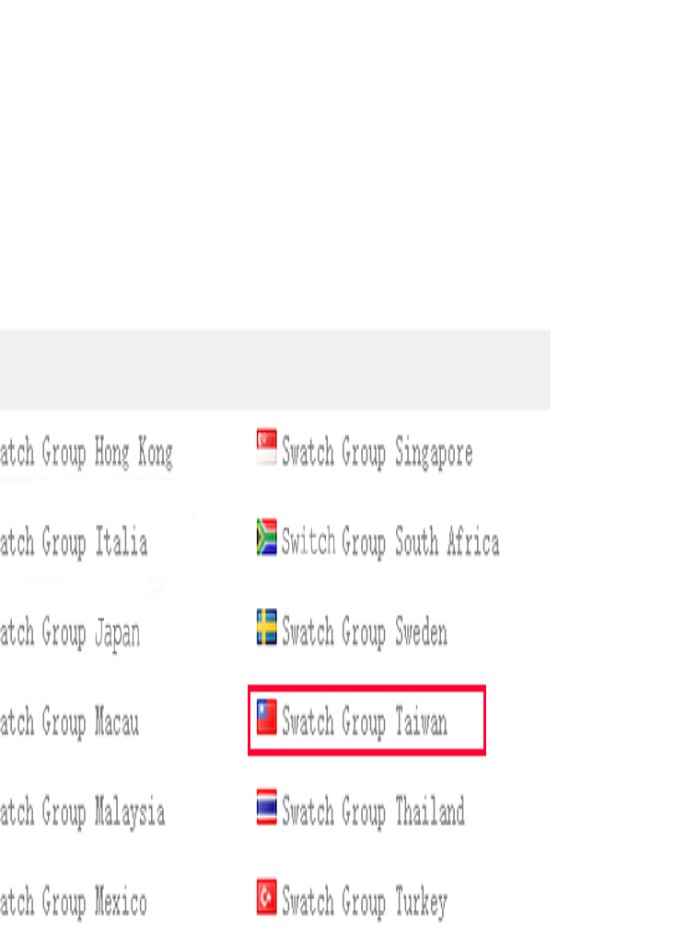 atch Group Hong Kong Swatch Group Singapore
atch Group Italia Switch Group South Africa
atch Group Japan Swatch Group Sweden
atch Group Macau Swatch Group Taiwan
atch Group Malaysia Swatch Group Thailand
atch Group Mexico Swatch Group Turkey